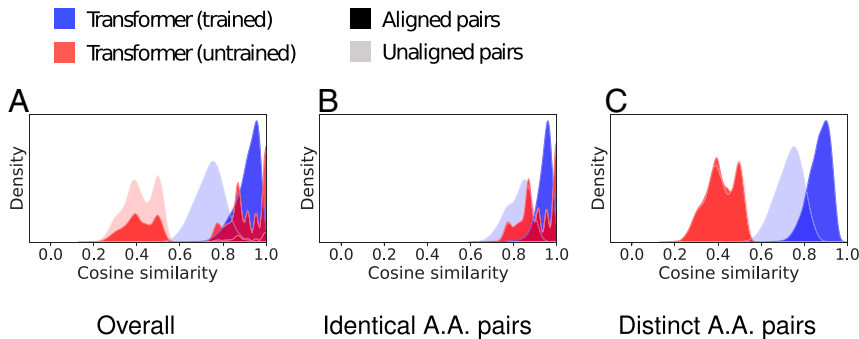 Transformer (trained)
Aligned pairs
Transformer (untrained)
Unaligned pairs
A
B
C
Density
Density
Density
0.0 0.2 0.4 0.6 0.8 1.0
0.0 0.2 0.4 0.6 0.8 1.0
0.0 0.2 0.4 0.6 0.8 1.0
Cosine similarity
Cosine similarity
Cosine similarity
Overall
Identical A.A. pairs
Distinct A.A. pairs